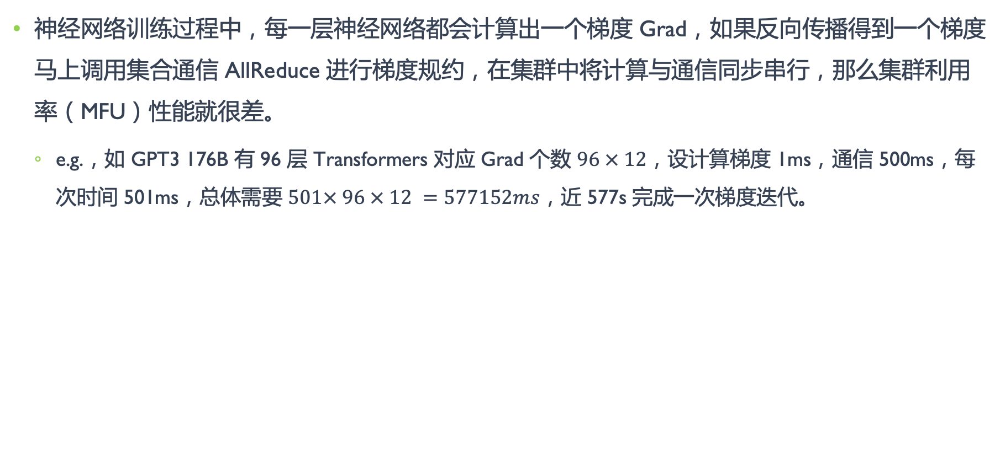 • 神经网络训练过程中，每一层神经网络都会计算出一个梯度 Grad，如果反向传播得到一个梯度
马上调用集合通信 AllReduce 进行梯度规约，在集群中将计算与通信同步串行，那么集群利用
率（MFU）性能就很差。
◦ e.g.，如 GPT3 176B 有 96 层 Transformers 对应 Grad 个数 96 × 12，设计算梯度 1ms，通信 500ms，每
次时间 501ms，总体需要 501× 96 × 12 = 577152ms，近 577s 完成一次梯度迭代。